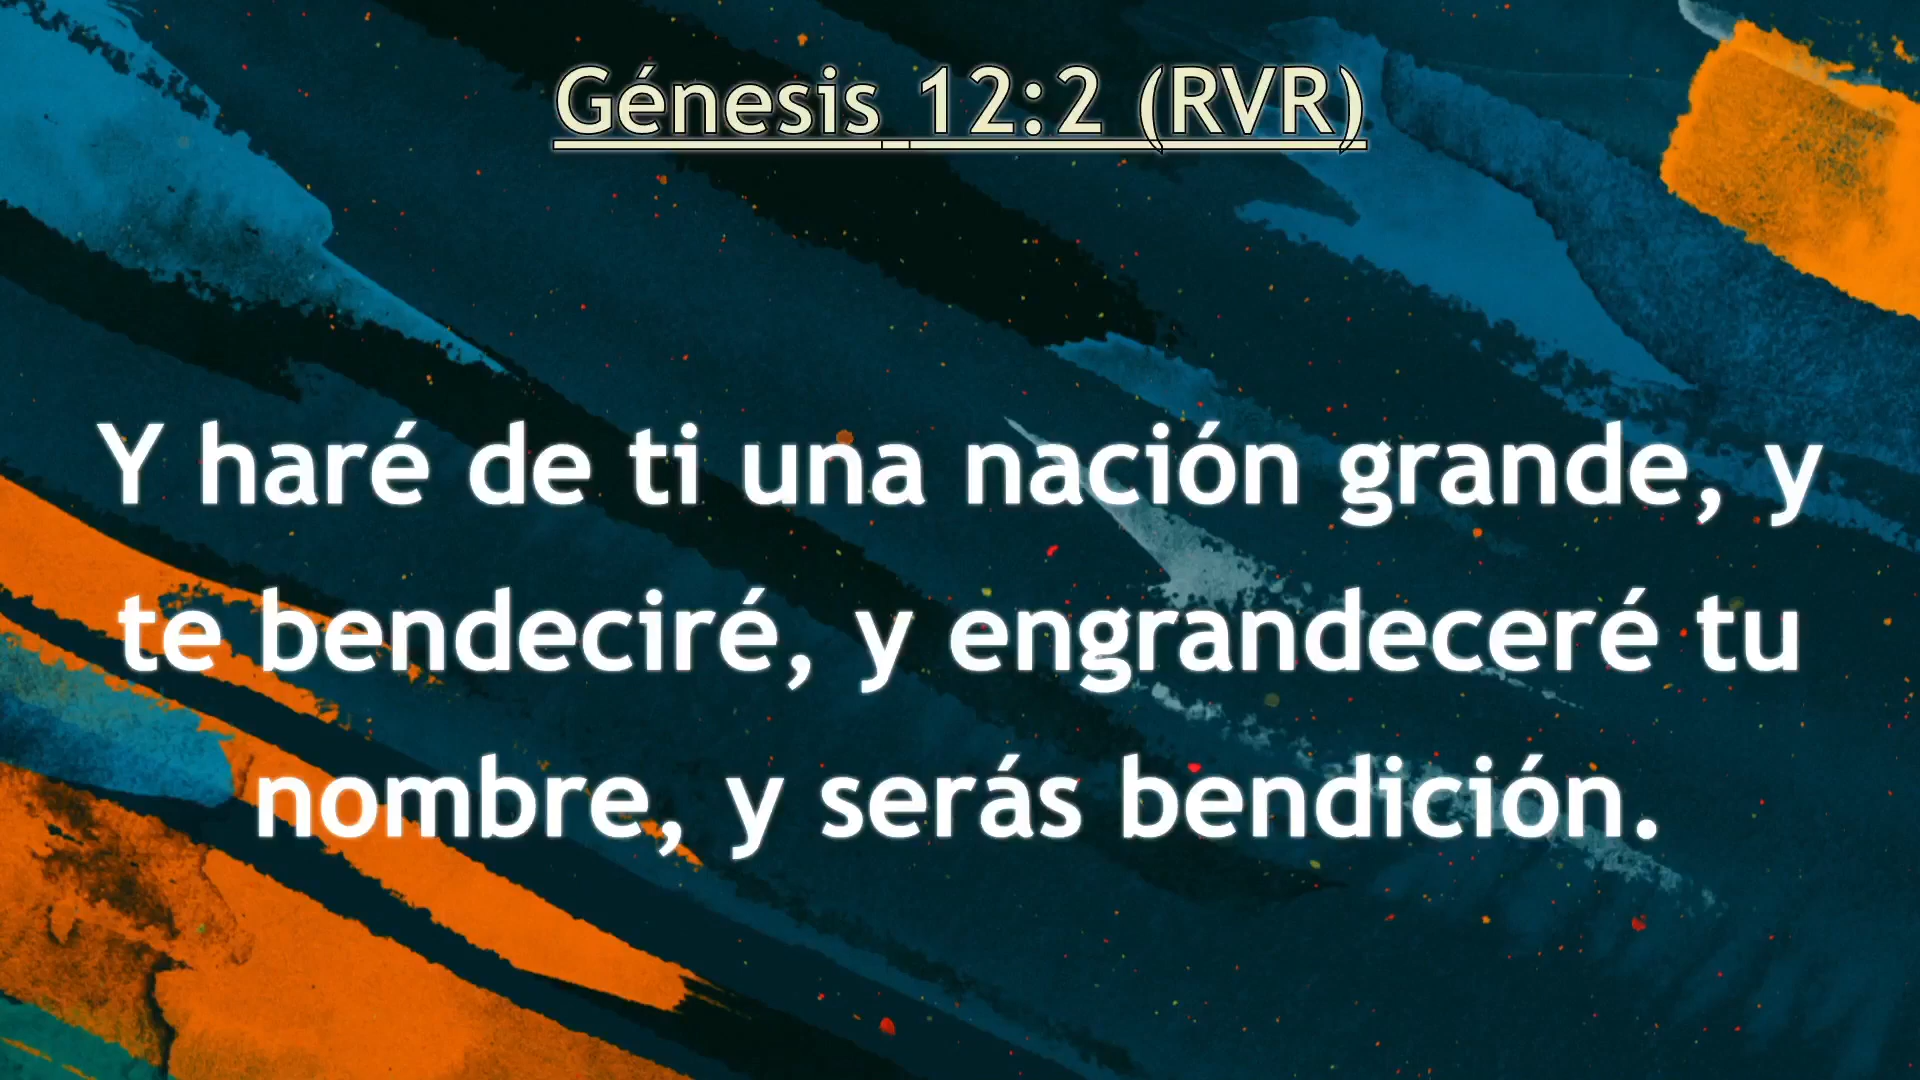 Génesis 12:2 (RVR)
Y haré de ti una nación grande, y
te bendeciré, y engrandeceré tu
nombre, y serás bendición.